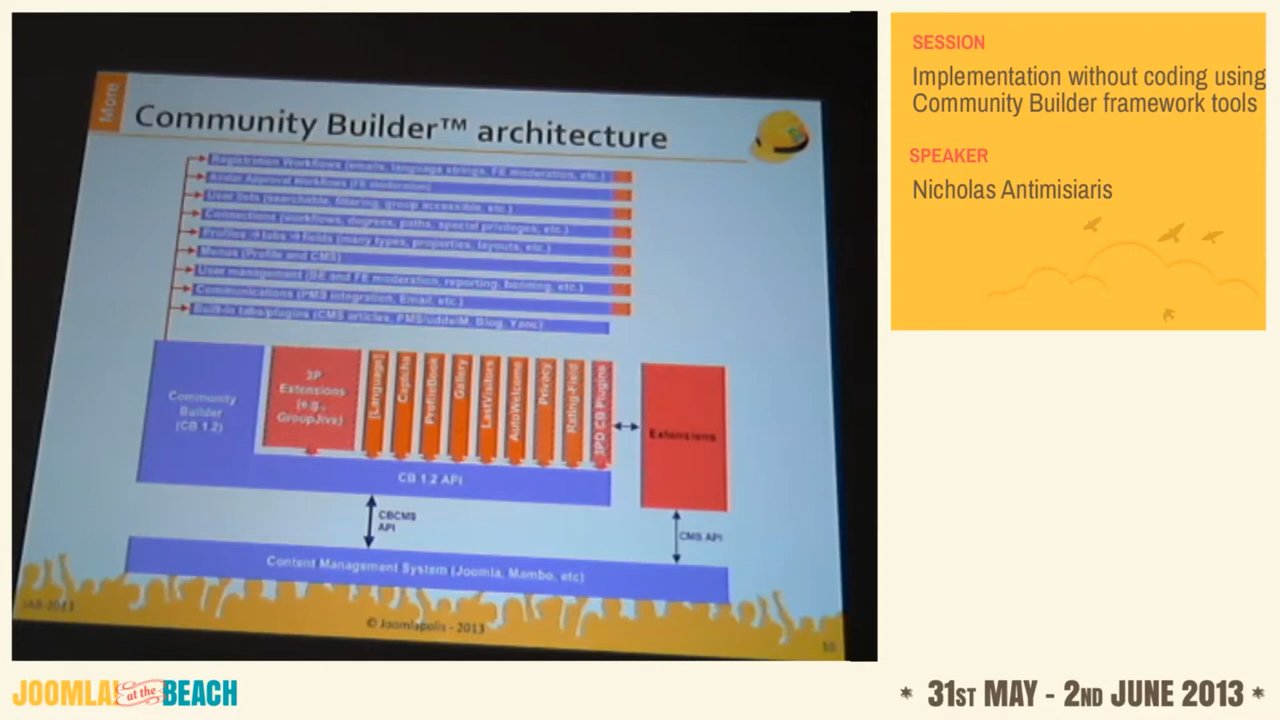 More
Community Builder™ architecture
Registration Workflows (emails, language strings, FE moderation, etc.)
Avatar Approval Workflows (FE moderation)
User lists (searchable, filtering, group accessible, etc.)
Connections (workflows, degrees, paths, special privileges, etc.)
Profiles → tabs → fields (many types, properties, layouts, etc.)
Menus (Profile and CMS)
User management (BE and FE moderation, reporting, banning, etc.)
Communications (PMS integration, Email, etc.)
Built-in tabs/plugins (CMS articles, PMS/uddeIM, Blog, Yanc)
Community
Builder
(CB 1.2)
3P
Extensions
(e.g.,
GroupJive)
[Language]
Captcha
ProfileBook
Gallery
LastVisitors
AutoWelcome
Privacy
Rating-Field
3PD CB Plugins
Extensions
CB 1.2 API
CBCMS
API
CMS API
Content Management System (Joomla, Mambo, etc)
JAB-2013
© Joomlapolis - 2013
SESSION
Implementation without coding using
Community Builder framework tools
SPEAKER
Nicholas Antimisiaris
JOOMLA! at the BEACH
* 31ST MAY - 2ND JUNE 2013 *